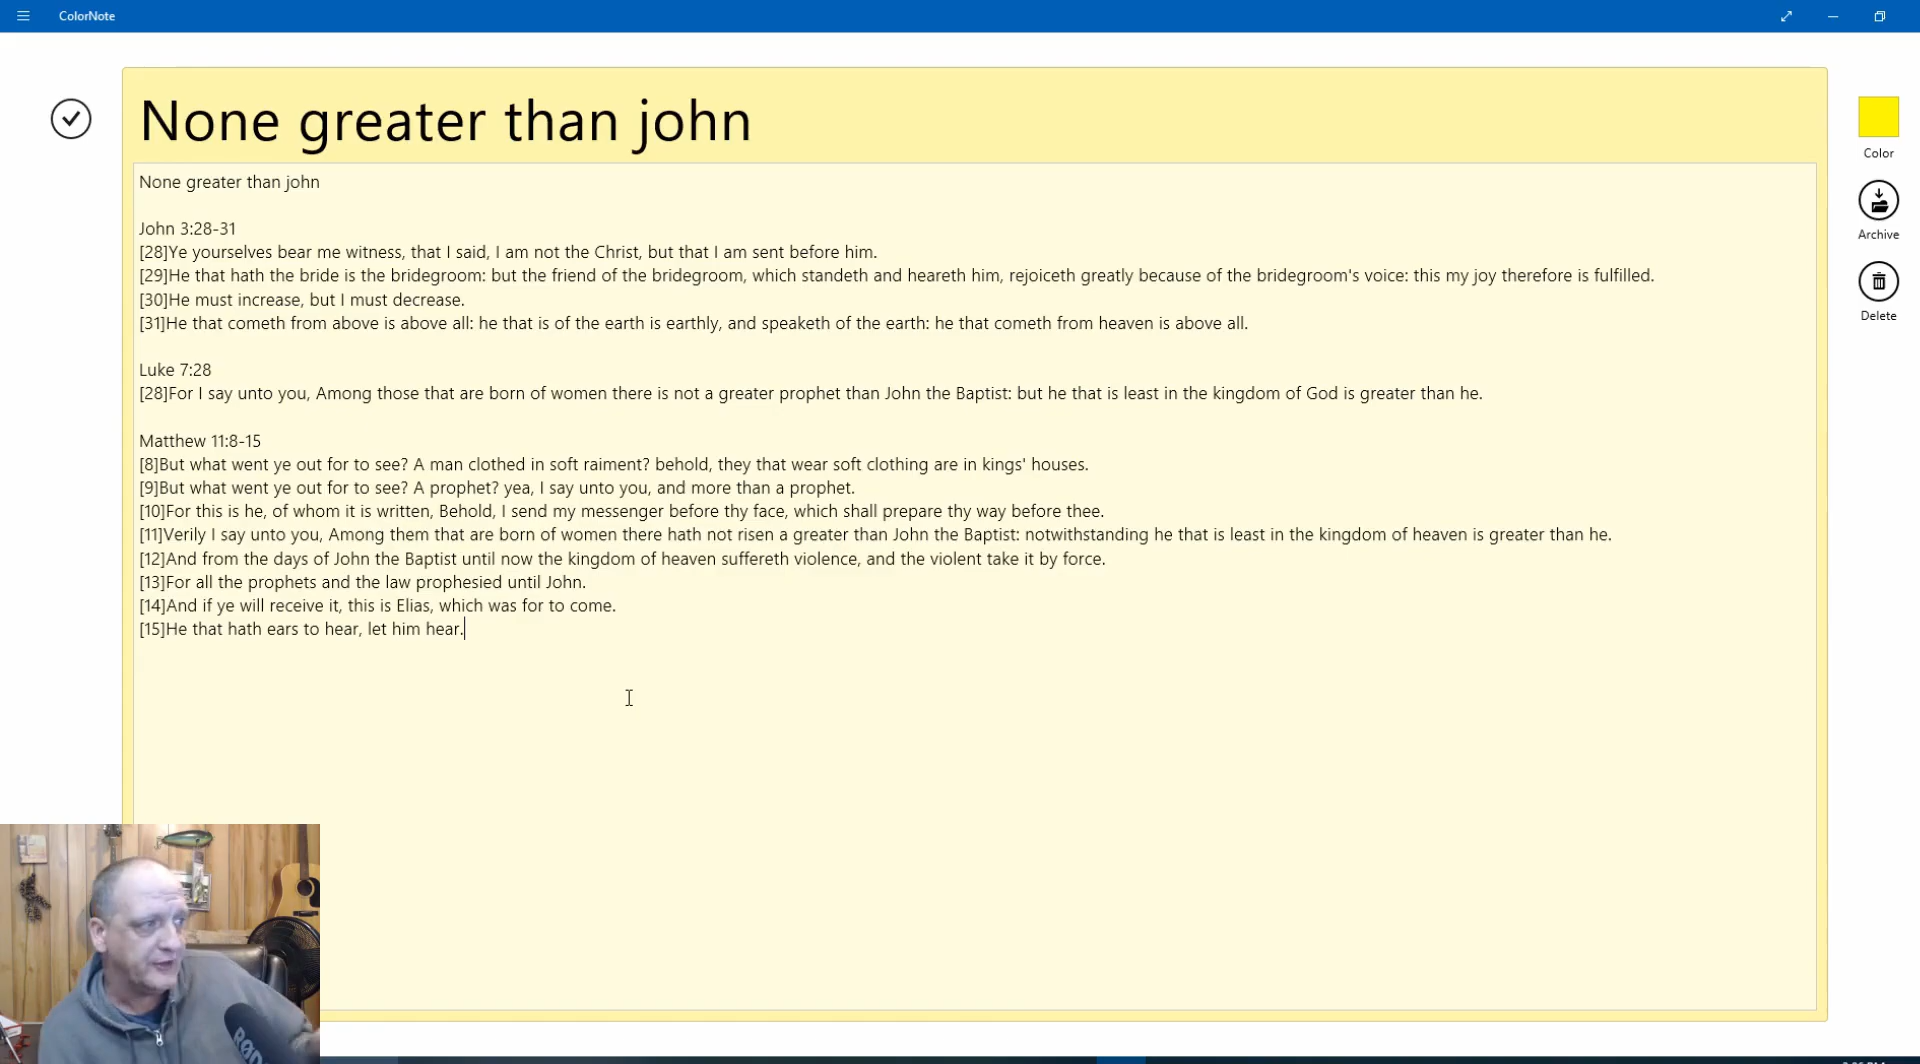 ColorNote
None greater than john
Color
Archive
Delete
None greater than john
John 3:28-31
[28]Ye yourselves bear me witness, that I said, I am not the Christ, but that I am sent before him.
[29]He that hath the bride is the bridegroom: but the friend of the bridegroom, which standeth and heareth him, rejoiceth greatly because of the bridegroom's voice: this my joy therefore is fulfilled.
[30]He must increase, but I must decrease.
[31]He that cometh from above is above all: he that is of the earth is earthly, and speaketh of the earth: he that cometh from heaven is above all.
Luke 7:28
[28]For I say unto you, Among those that are born of women there is not a greater prophet than John the Baptist: but he that is least in the kingdom of God is greater than he.
Matthew 11:8-15
[8]But what went ye out for to see? A man clothed in soft raiment? behold, they that wear soft clothing are in kings' houses.
[9]But what went ye out for to see? A prophet? yea, I say unto you, and more than a prophet.
[10]For this is he, of whom it is written, Behold, I send my messenger before thy face, which shall prepare thy way before thee.
[11]Verily I say unto you, Among them that are born of women there hath not risen a greater than John the Baptist: notwithstanding he that is least in the kingdom of heaven is greater than he.
[12]And from the days of John the Baptist until now the kingdom of heaven suffereth violence, and the violent take it by force.
[13]For all the prophets and the law prophesied until John.
[14]And if ye will receive it, this is Elias, which was for to come.
[15]He that hath ears to hear, let him hear.